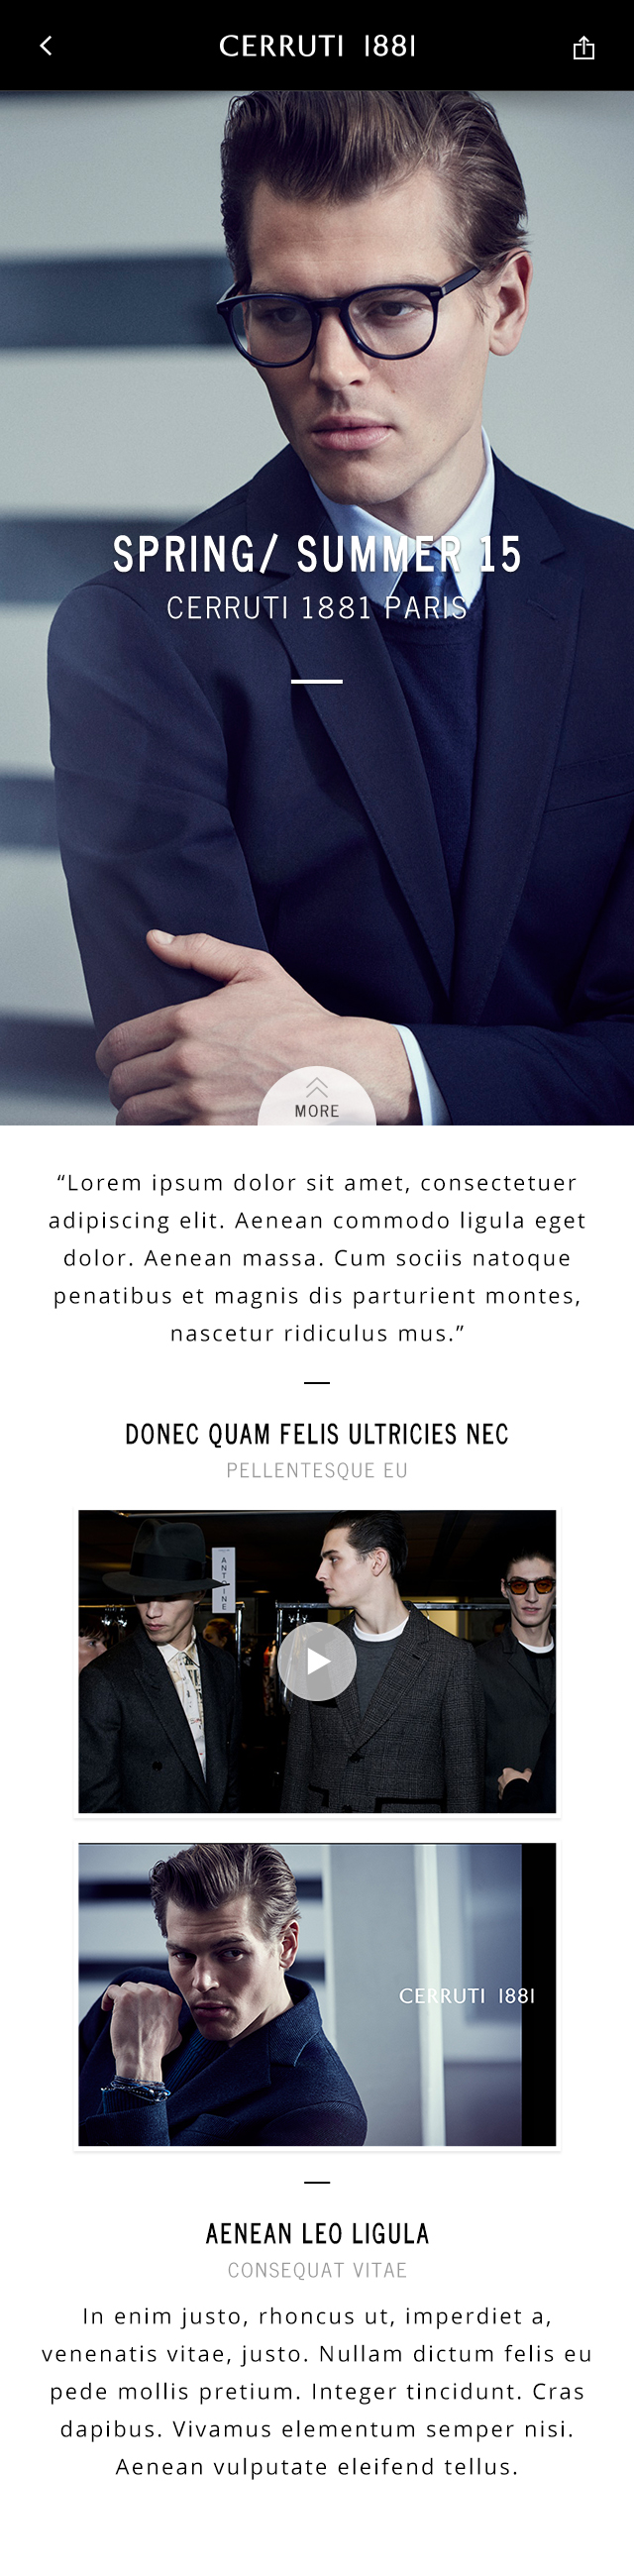 CERRUTI 1881
SPRING/ SUMMER 15
CERRUTI 1881 PARIS
MORE
“Lorem ipsum dolor sit amet, consectetuer
adipiscing elit. Aenean commodo ligula eget
dolor. Aenean massa. Cum sociis natoque
penatibus et magnis dis parturient montes,
nascetur ridiculus mus.”
DONEC QUAM FELIS ULTRICIES NEC
PELLENTESQUE EU
ANTOINE
CERRUTI 1881
AENEAN LEO LIGULA
CONSEQUAT VITAE
In enim justo, rhoncus ut, imperdiet a,
venenatis vitae, justo. Nullam dictum felis eu
pede mollis pretium. Integer tincidunt. Cras
dapibus. Vivamus elementum semper nisi.
Aenean vulputate eleifend tellus.